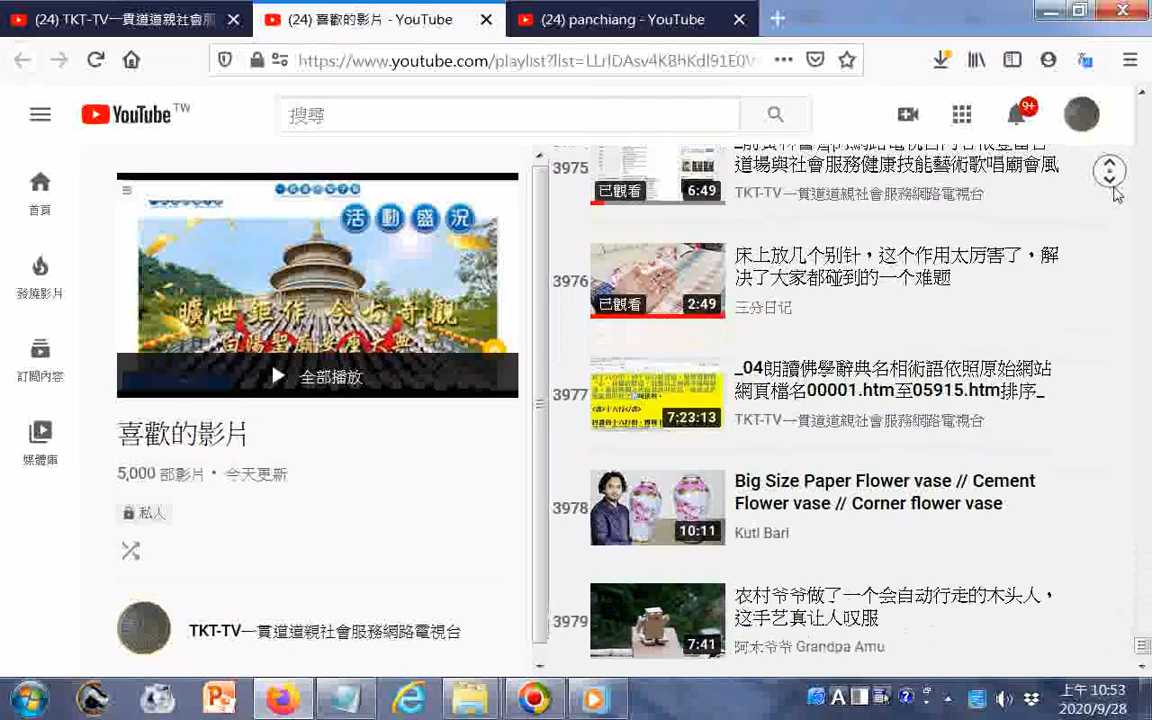 (24) TKT-TV一貫道道親社會服
(24) 喜歡的影片 - YouTube
(24) panchiang - YouTube
https://www.youtube.com/playlist?list=
YouTube TW
搜尋
9+
首頁
發燒影片
訂閱內容
媒體庫
活動盛況
曠世鉅作 今古奇觀
全部播放
喜歡的影片
5,000 部影片・今天更新
私人
TKT-TV一貫道道親社會服務網路電視台
3975
已觀看
6:49
道場與社會服務健康技能藝術歌唱廟會風
TKT-TV一貫道道親社會服務網路電視台
3976
已觀看
2:49
床上放几个别针，这个作用太厉害了，解
决了大家都碰到的一个难题
三分日记
3977
7:23:13
_04朗讀佛學辭典名相術語依照原始網站
網頁檔名00001.htm至05915.htm排序_
TKT-TV一貫道道親社會服務網路電視台
3978
10:11
Big Size Paper Flower vase // Cement
Flower vase // Corner flower vase
Kuti Bari
3979
7:41
农村爷爷做了一个会自动行走的木头人，
这手艺真让人叹服
阿木爷爷 Grandpa Amu
上午 10:53
2020/9/28